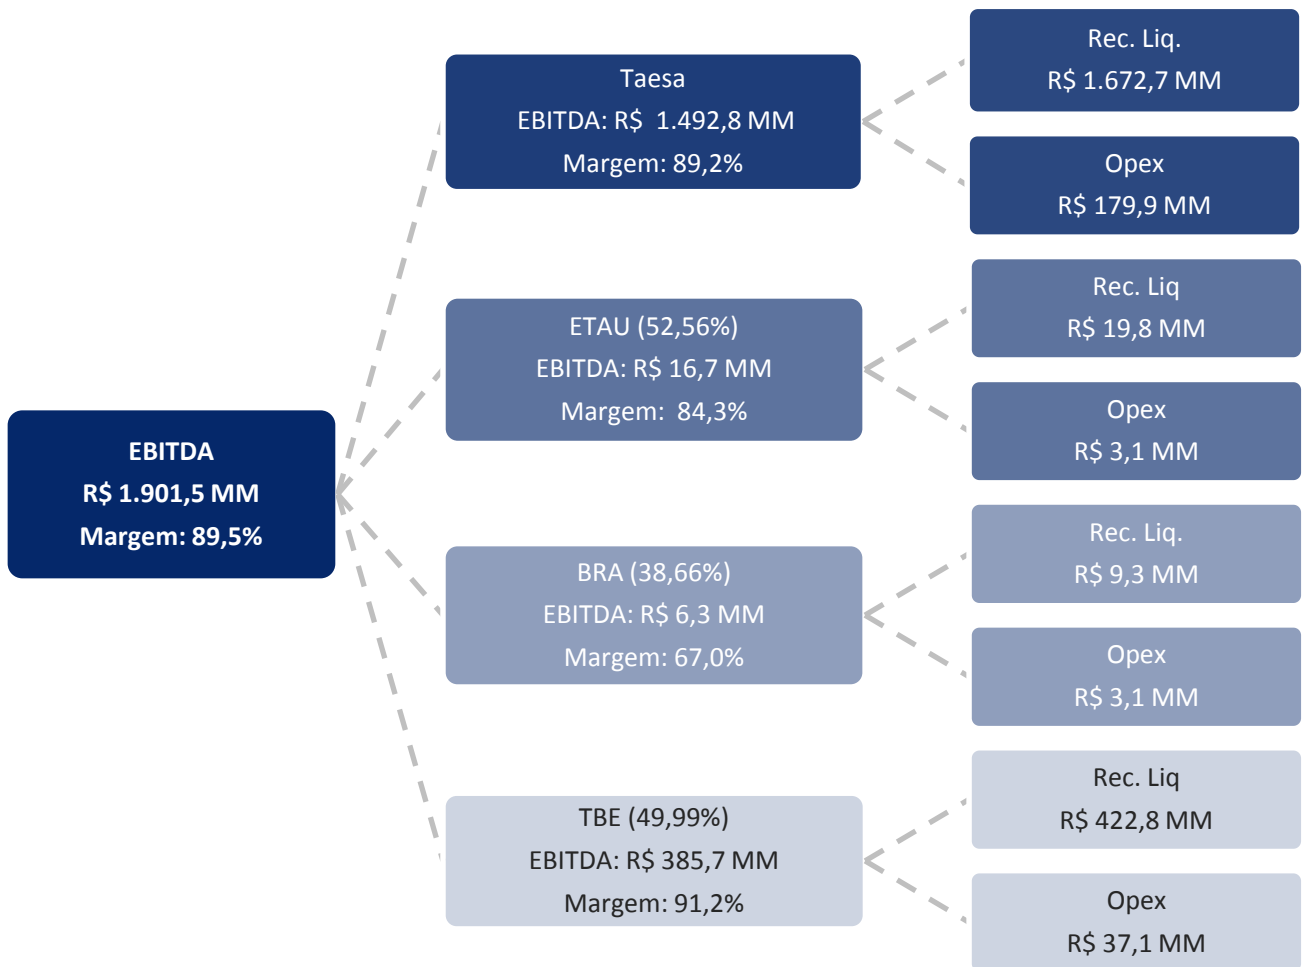 EBITDA
R$ 1.901,5 MM
Margem: 89,5%
Taesa
EBITDA: R$ 1.492,8 MM
Margem: 89,2%
Rec. Liq.
R$ 1.672,7 MM
Opex
R$ 179,9 MM
ETAU (52,56%)
EBITDA: R$ 16,7 MM
Margem: 84,3%
Rec. Liq
R$ 19,8 MM
Opex
R$ 3,1 MM
BRA (38,66%)
EBITDA: R$ 6,3 MM
Margem: 67,0%
Rec. Liq.
R$ 9,3 MM
Opex
R$ 3,1 MM
TBE (49,99%)
EBITDA: R$ 385,7 MM
Margem: 91,2%
Rec. Liq
R$ 422,8 MM
Opex
R$ 37,1 MM